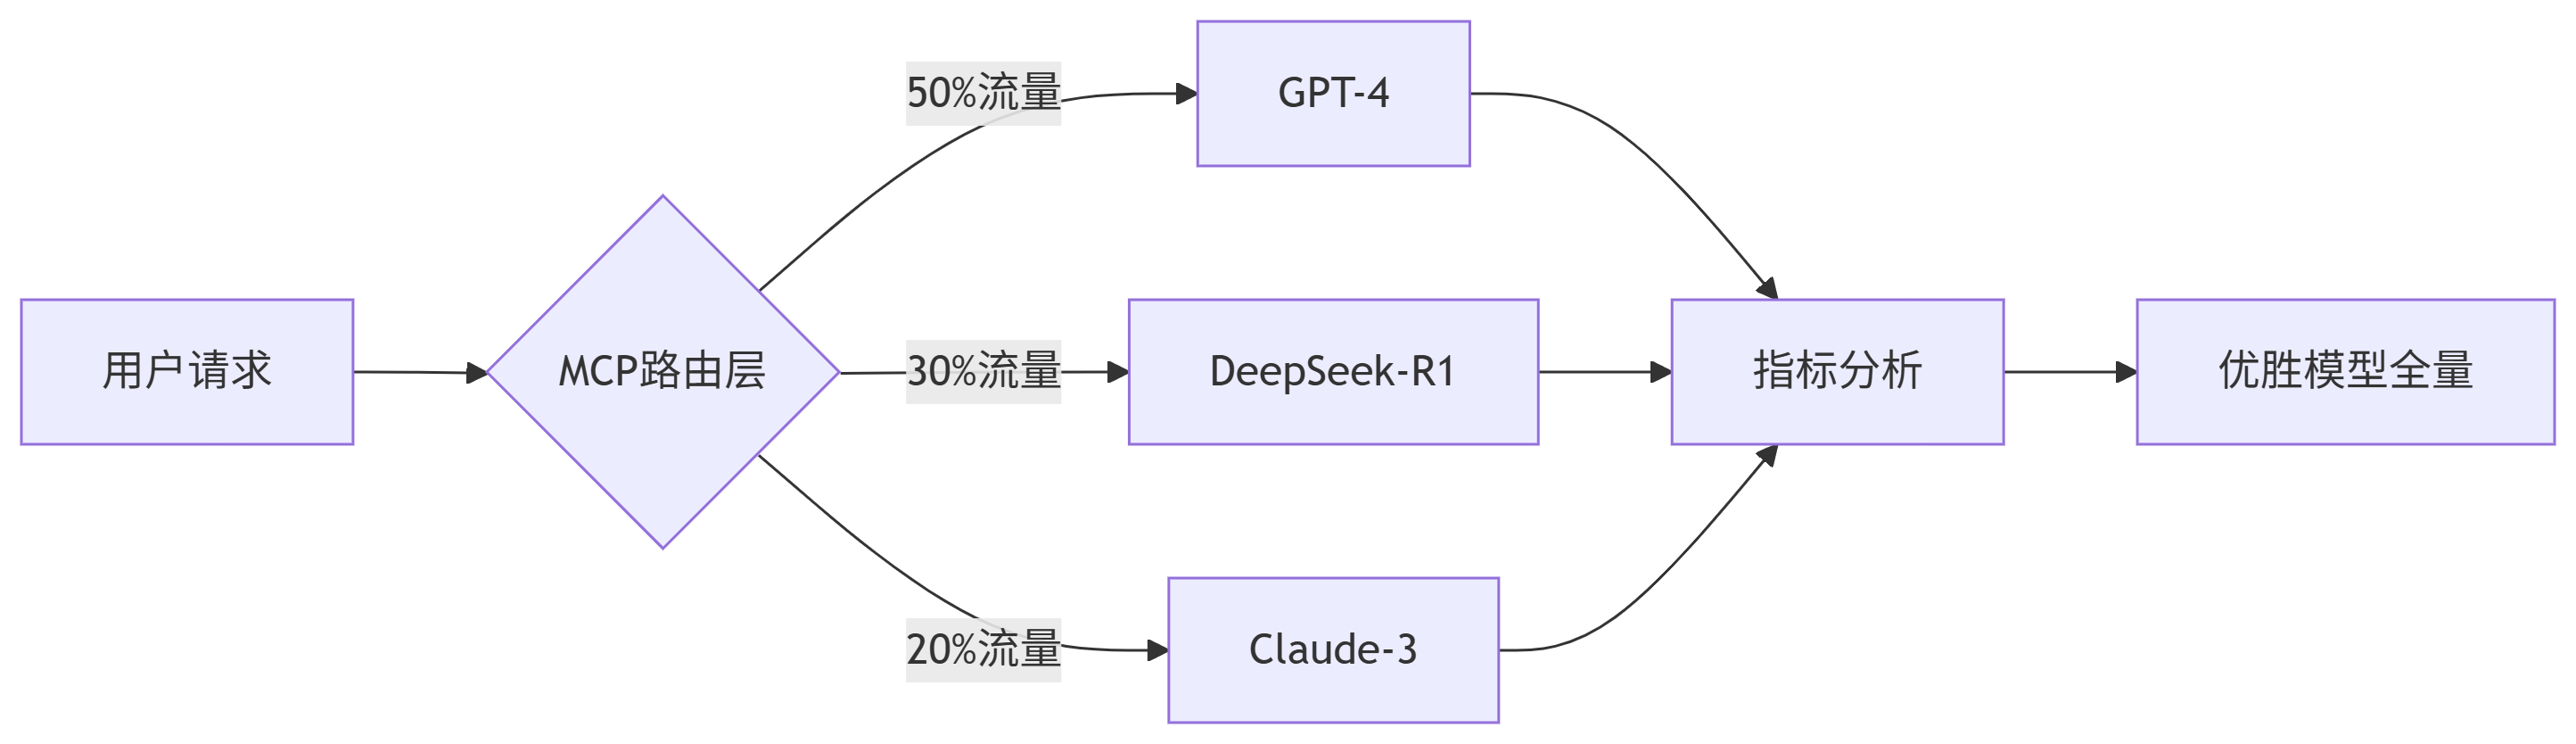 用户请求
MCP路由层
50%流量
30%流量
20%流量
GPT-4
DeepSeek-R1
Claude-3
指标分析
优胜模型全量